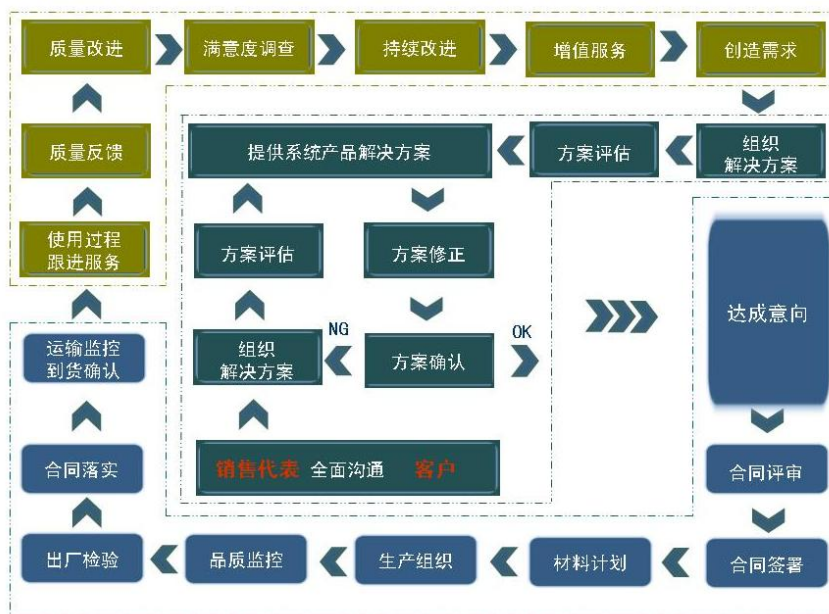 质量改进
满意度调查
持续改进
增值服务
创造需求
质量反馈
提供系统产品解决方案
方案评估
组织
解决方案
使用过程
跟进服务
方案评估
方案修正
达成意向
运输监控
到货确认
组织
解决方案
NG
方案确认
OK
合同落实
销售代表 全面沟通 客户
合同评审
出厂检验
品质监控
生产组织
材料计划
合同签署